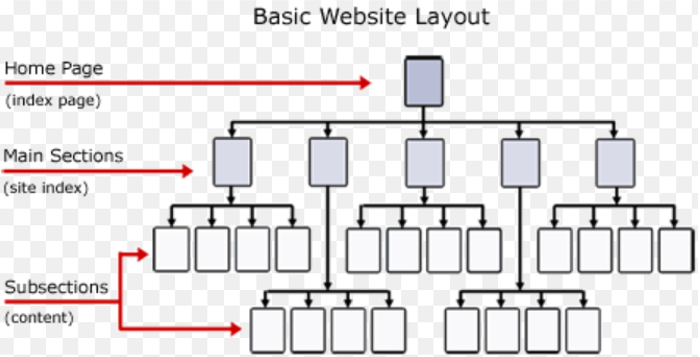 Basic Website Layout
Home Page
(index page)
Main Sections
(site index)
Subsections
(content)